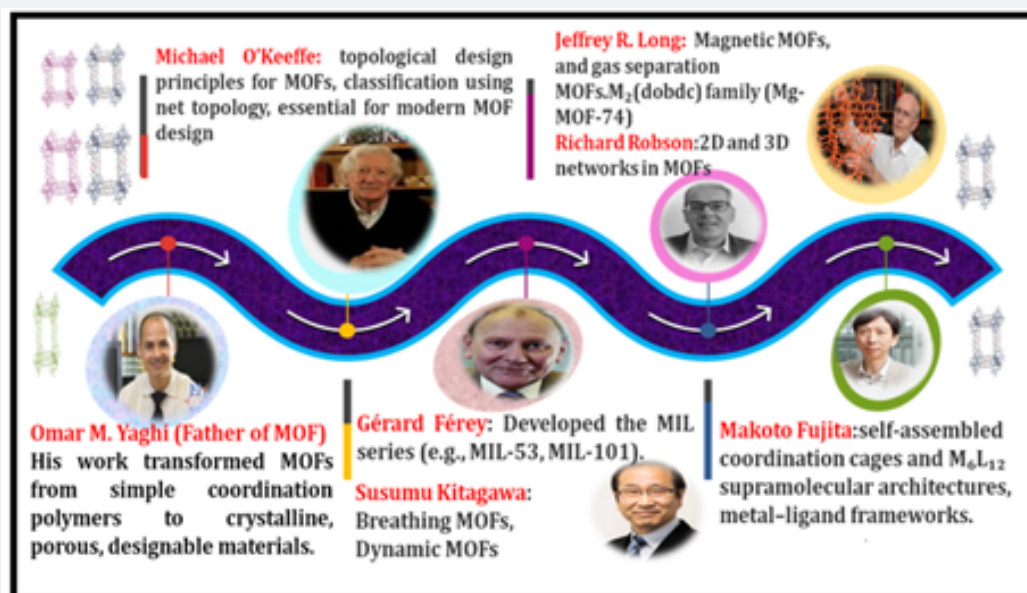 Michael O'Keeffe: topological design
principles for MOFs, classification using
net topology, essential for modern MOF
design
Jeffrey R. Long: Magnetic MOFs,
and gas separation
MOFs.M₂(dobdc) family (Mg-
MOF-74)
Richard Robson:2D and 3D
networks in MOFs
Omar M. Yaghi (Father of MOF)
His work transformed MOFs
from simple coordination
polymers to crystalline,
porous, designable materials.
Gérard Férey: Developed the MIL
series (e.g., MIL-53, MIL-101).
Susumu Kitagawa:
Breathing MOFs,
Dynamic MOFs
Makoto Fujita:self-assembled
coordination cages and M₆L₁₂
supramolecular architectures,
metal–ligand frameworks.